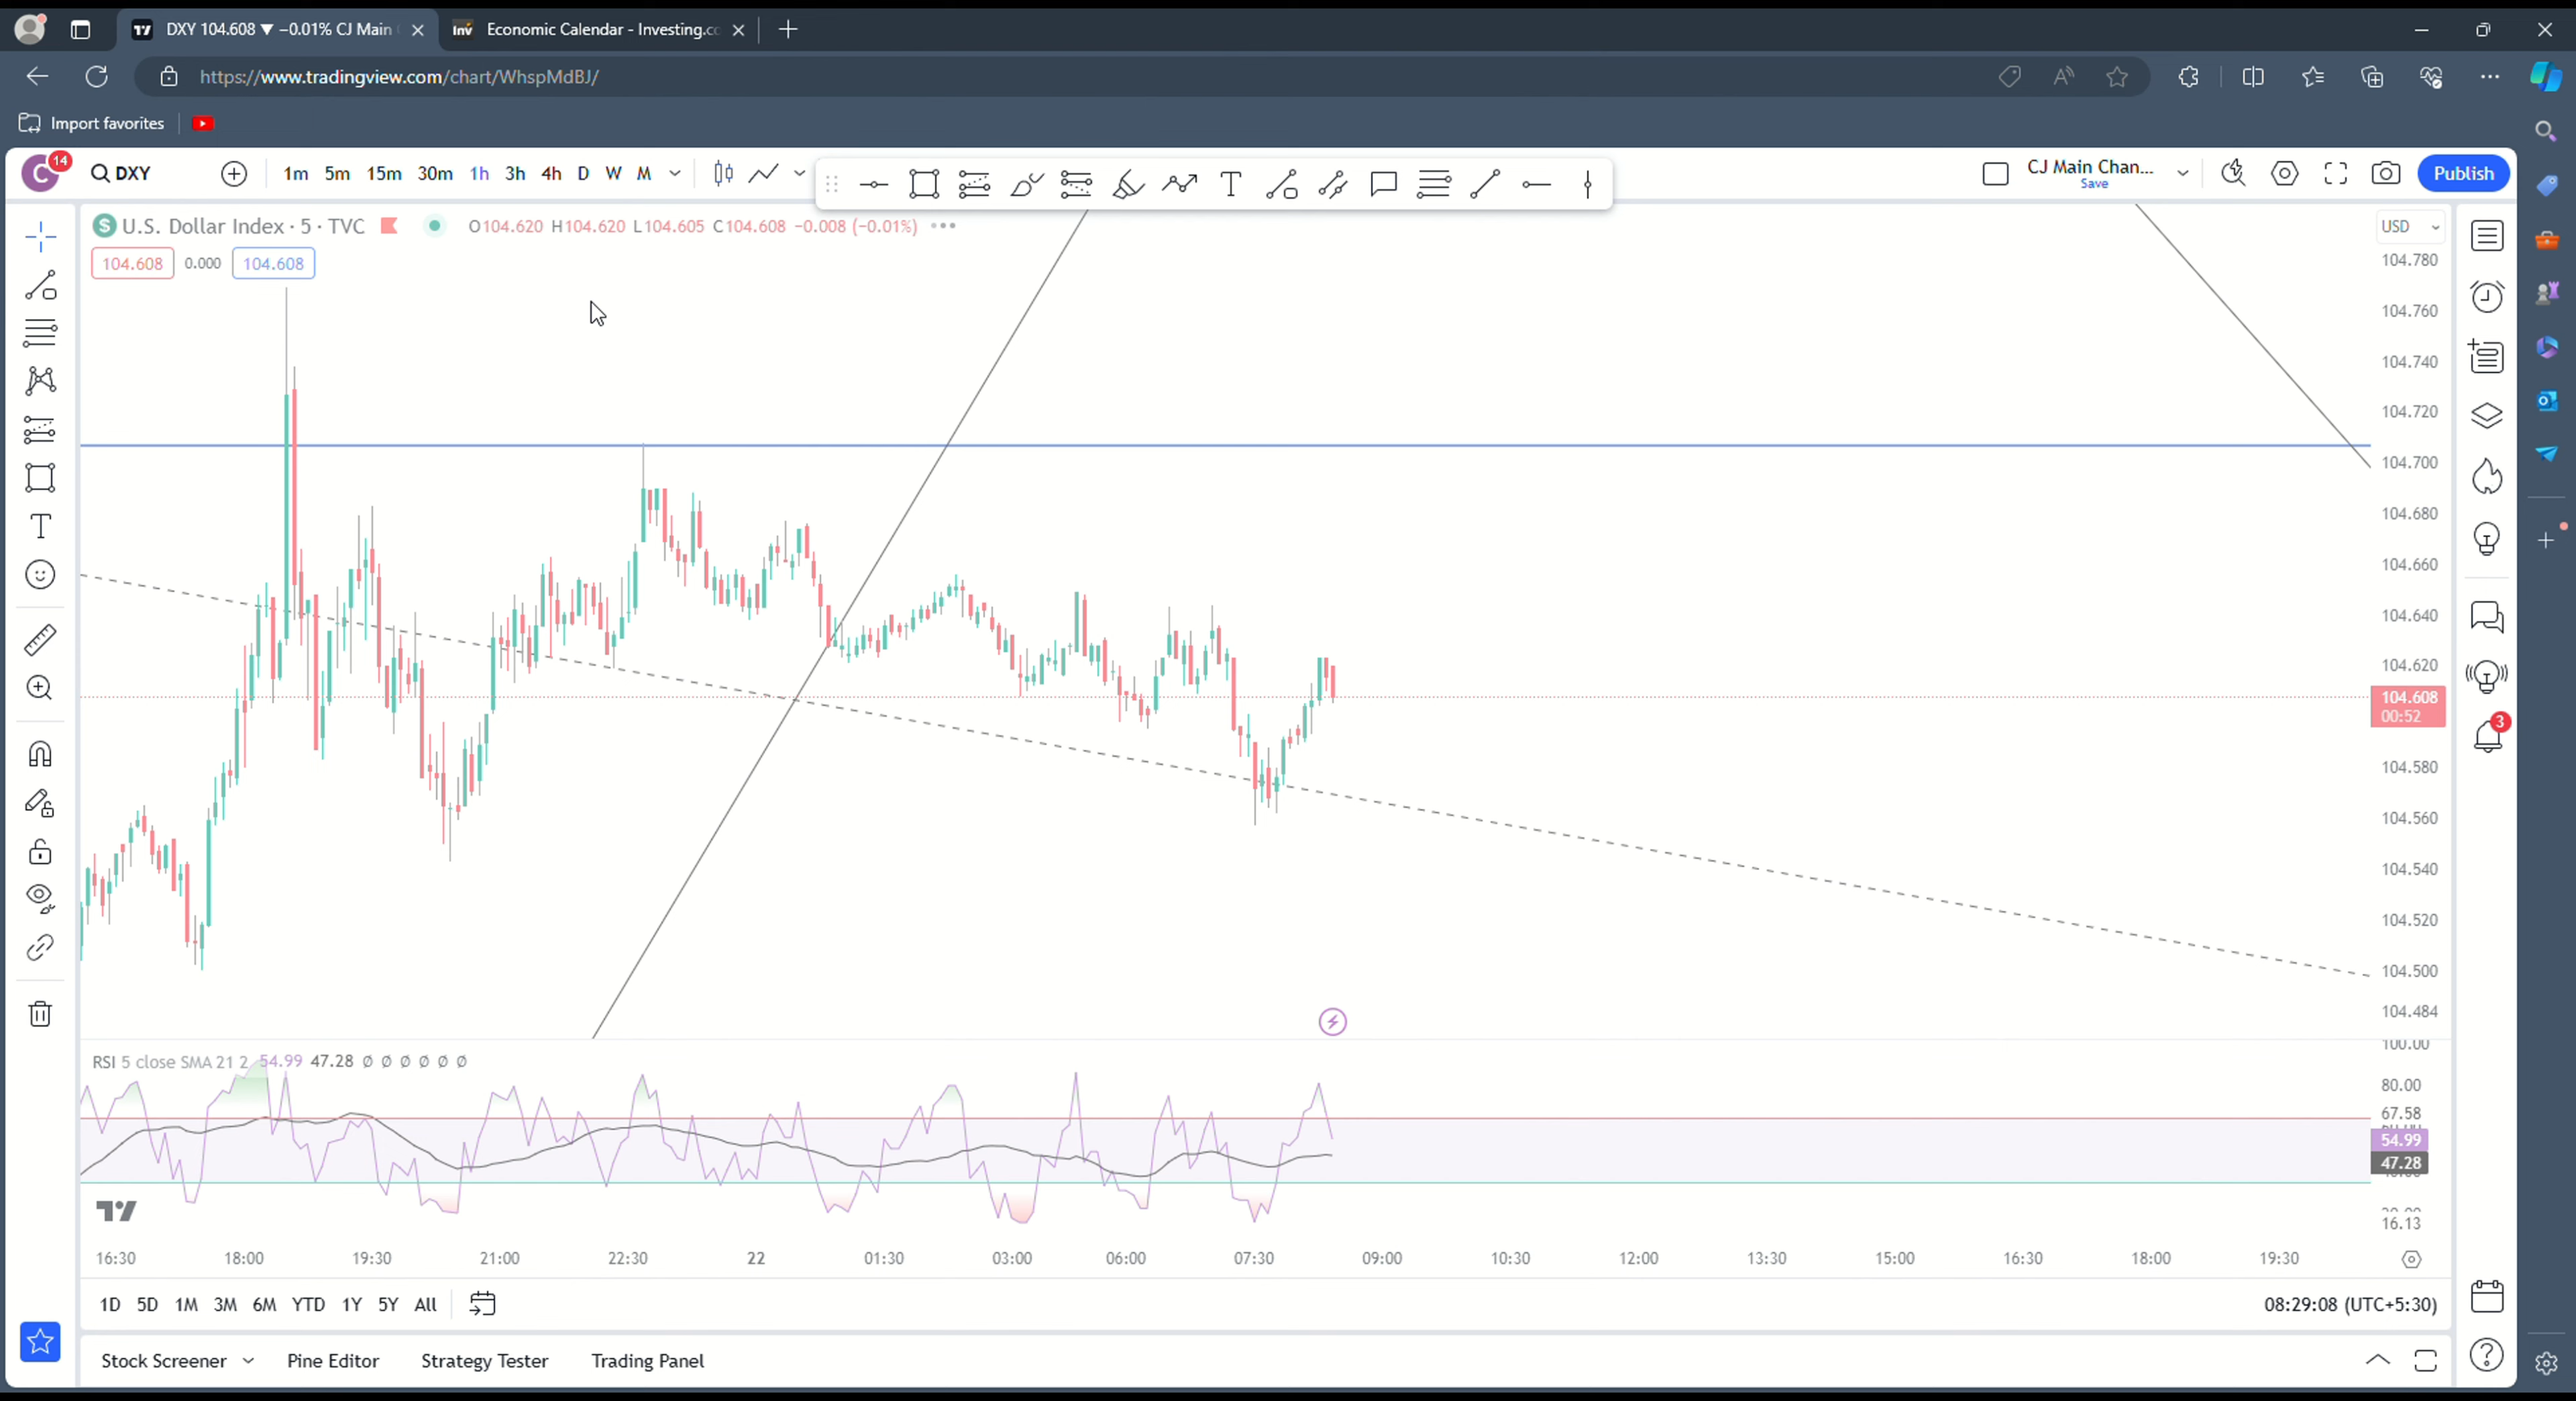 DXY 104.608 ▼ −0.01% CJ Main
Economic Calendar - Investing.co
https://www.tradingview.com/chart/WhspMdBJ/
Import favorites
C 14
DXY 1m 5m 15m 30m 1h 3h 4h D W M
CJ Main Chan...
Save
Publish
U.S. Dollar Index · 5 · TVC O104.620 H104.620 L104.605 C104.608 −0.008 (−0.01%)
104.608 0.000 104.608
USD
104.780
104.760
104.740
104.720
104.700
104.680
104.660
104.640
104.620
104.608
00:52
104.580
104.560
104.540
104.520
104.500
104.484
3
RSI 5 close SMA 21 2 54.99 47.28 ∅ ∅ ∅ ∅ ∅ ∅
100.00
80.00
67.58
54.99
47.28
16.13
16:30 18:00 19:30 21:00 22:30 22 01:30 03:00 06:00 07:30 09:00 10:30 12:00 13:30 15:00 16:30 18:00 19:30
1D 5D 1M 3M 6M YTD 1Y 5Y All
08:29:08 (UTC+5:30)
Stock Screener Pine Editor Strategy Tester Trading Panel